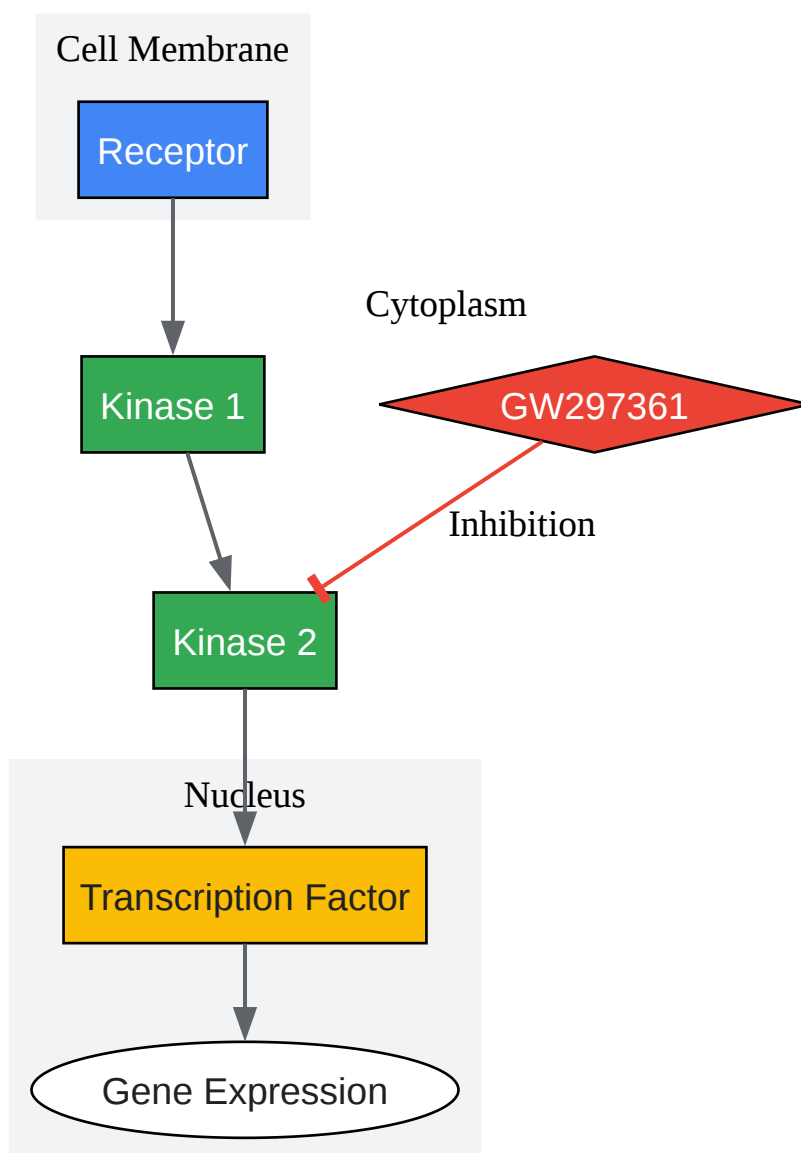 Cell Membrane
Receptor
Cytoplasm
Kinase 1
GW297361
Inhibition
Kinase 2
Nucleus
Transcription Factor
Gene Expression